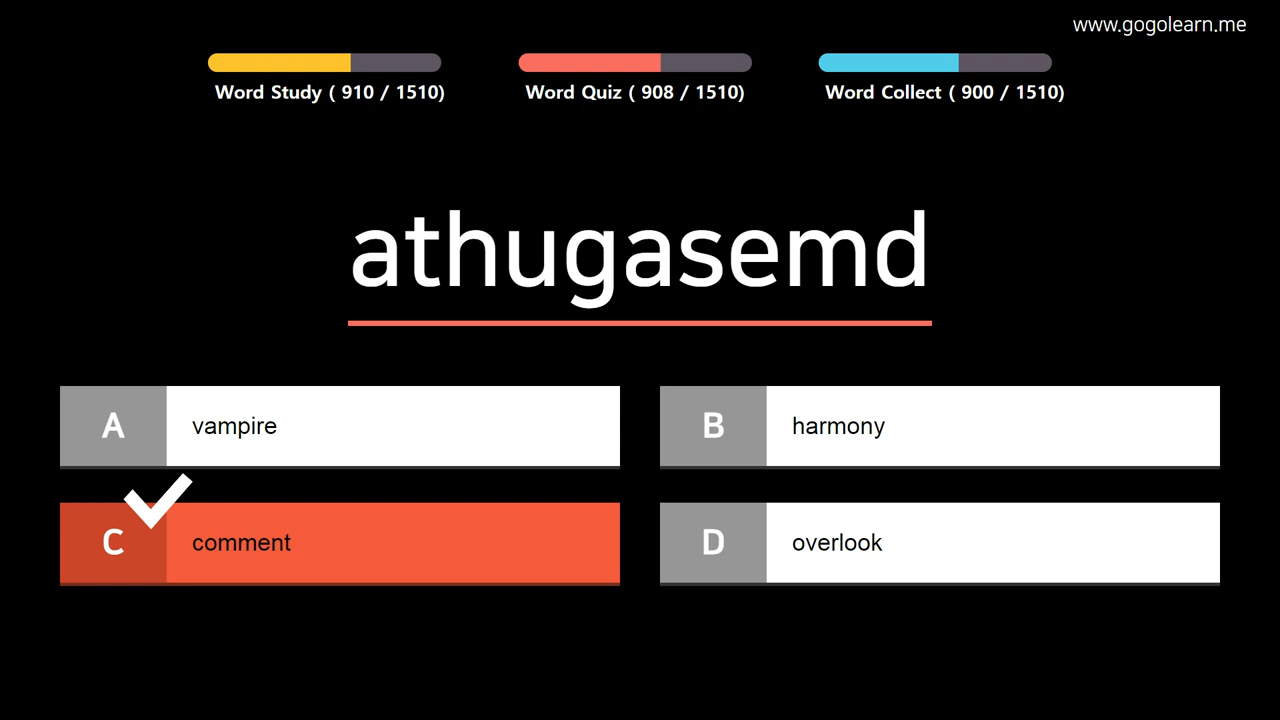 www.gogolearn.me
Word Study ( 910 / 1510)
Word Quiz ( 908 / 1510)
Word Collect ( 900 / 1510)
athugasemd
A vampire
B harmony
C comment
D overlook